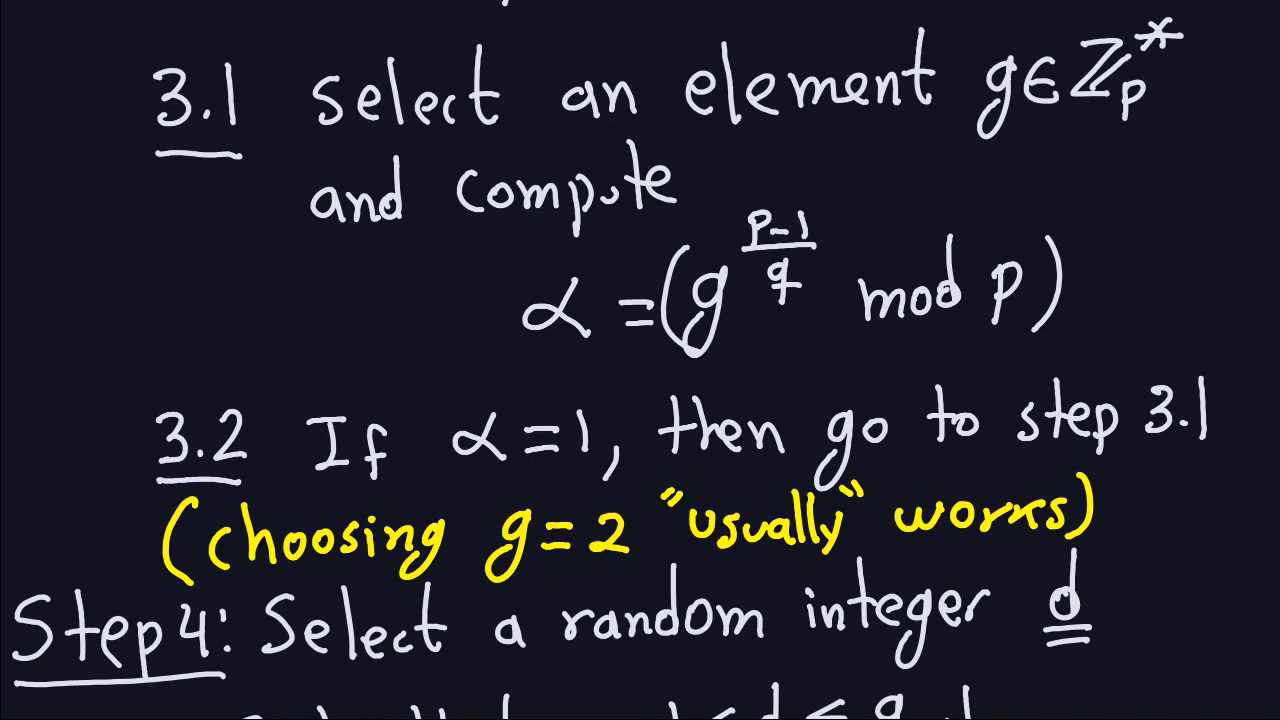 3.1 select an element g∈ℤₚ*
and compute
α = (g^((p-1)/q) mod p)
3.2 If α = 1, then go to step 3.1
(choosing g = 2 "usually" works)
Step 4: Select a random integer d